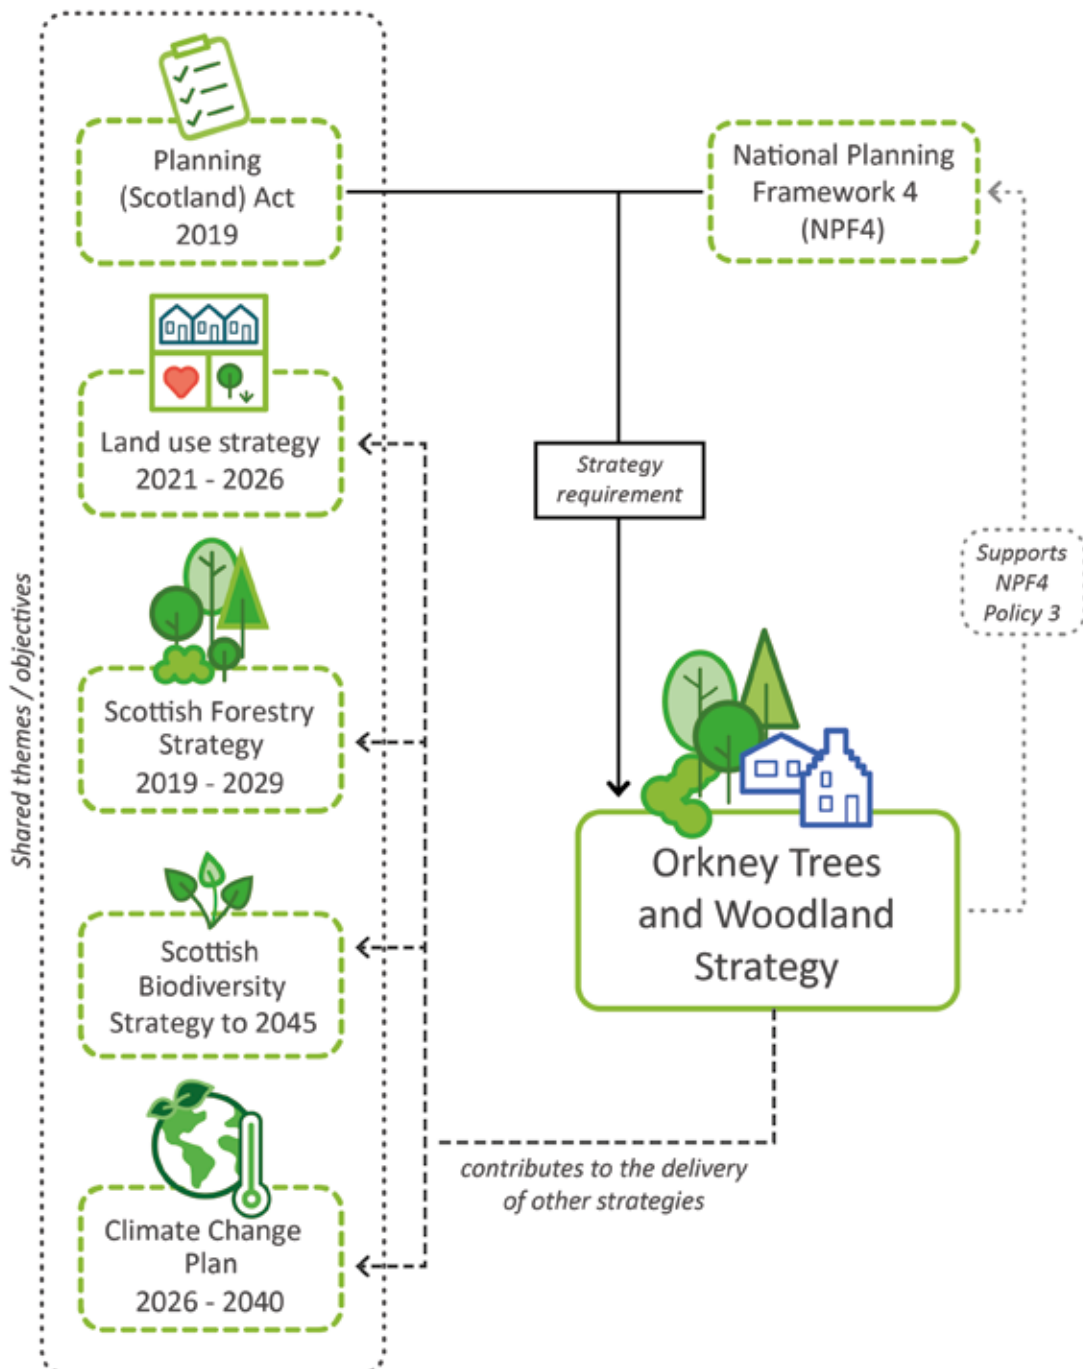 Planning
(Scotland) Act
2019
National Planning
Framework 4
(NPF4)
Land use strategy
2021 - 2026
Strategy
requirement
Supports
NPF4
Policy 3
Shared themes / objectives
Scottish Forestry
Strategy
2019 - 2029
Orkney Trees
and Woodland
Strategy
Scottish
Biodiversity
Strategy to 2045
contributes to the delivery
of other strategies
Climate Change
Plan
2026 - 2040